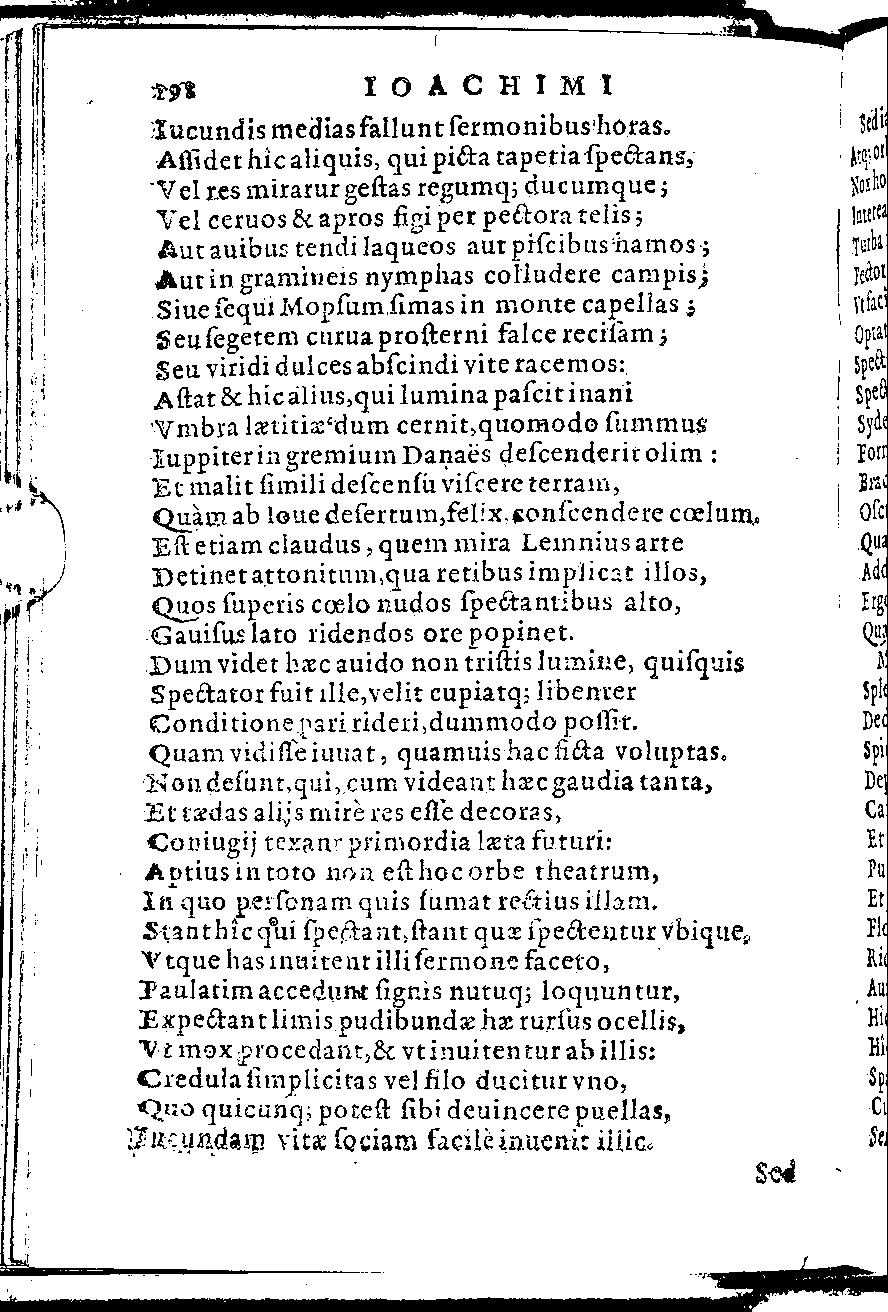 298 IOACHIMI
Iucundis medias fallunt ſermonibus horas.
Aſſidet hîc aliquis, qui picta tapetia ſpectans,
Vel res miratur geſtas regumq; ducumque;
Vel ceruos & apros figi per pectora telis;
Aut auibus tendi laqueos aut piſcibus hamos;
Aut in gramineis nymphas colludere campis;
Siue ſequi Mopſum ſimas in monte capellas;
Seu ſegetem curua proſterni falce reciſam;
Seu viridi dulces abſcindi vite racemos:
Aſtat & hic alius, qui lumina paſcit inani
Vmbra lætitiæ dum cernit, quomodo ſummus
Iuppiter in gremium Danaës deſcenderit olim:
Et malit ſimili deſcenſu viſcere terram,
Quàm ab Ioue deſertum, felix conſcendere cœlum.
Eſt etiam claudus, quem mira Lemnius arte
Detinet attonitum, qua retibus implicat illos,
Quos ſuperis cœlo nudos ſpectantibus alto,
Gauiſus lato ridendos ore popinet.
Dum videt hæc auido non triſtis lumine, quiſquis
Spectator fuit ille, velit cupiatq; libenter
Conditione pari rideri, dummodo poſſit.
Quam vidiſſe iuuat, quamuis hac ficta voluptas.
Non deſunt, qui, cum videant hæc gaudia tanta,
Et tædas alijs mirè res eſſe decoras,
Coniugij texant primordia læta futuri:
Aptius in toto non eſt hoc orbe theatrum,
In quo perſonam quis ſumat rectius illam.
Stant hîc qui ſpectant, ſtant quæ ſpectentur vbique,
Vtque has inuitent illi ſermone faceto,
Paulatim accedunt ſignis nutuq; loquuntur,
Expectant limis pudibundæ hæ rurſus ocellis,
Vt mox procedant, & vt inuitentur ab illis:
Credula ſimplicitas vel filo ducitur vno,
Quo quicunq; poteſt ſibi deuincere puellas,
Iucundam vitæ ſociam facilè inuenit illic.
Sed